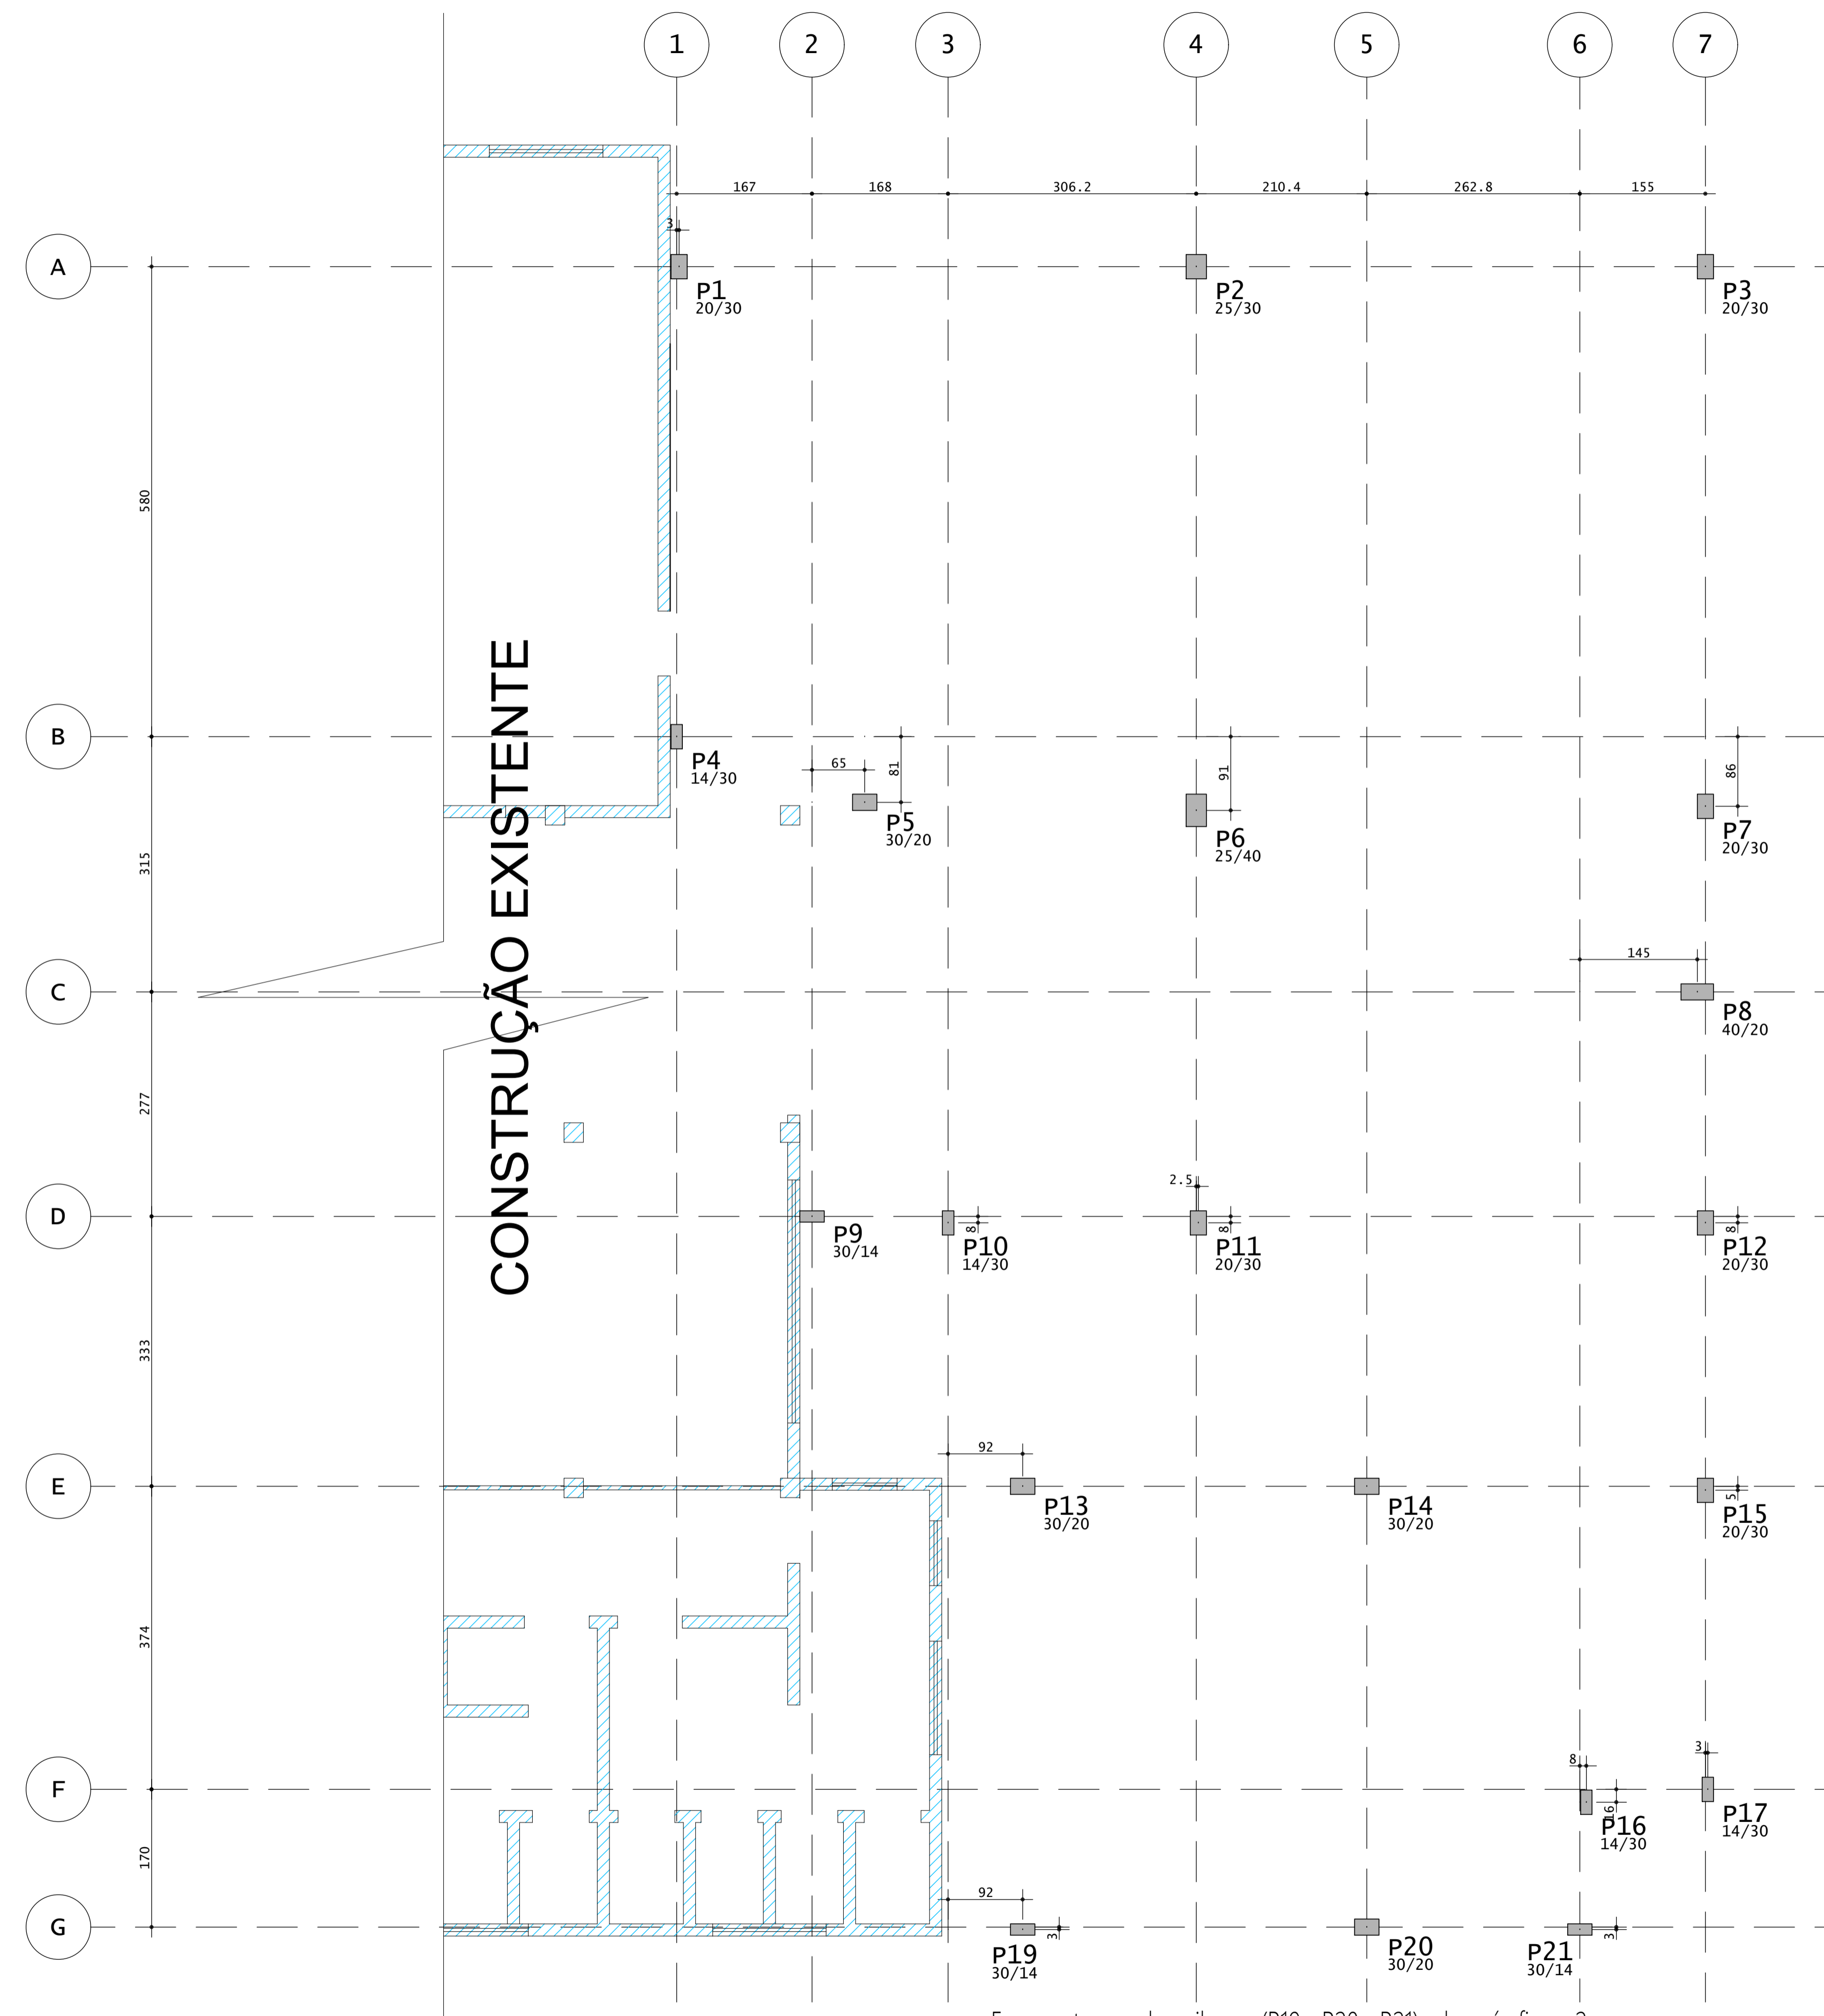 1 2 3 4 5 6 7
167 168 306.2 210.4 262.8 155
3
A
P1 P2 P3
20/30 25/30 20/30
580
CONSTRUÇÃO EXISTENTE
B
P4
14/30
65 81 91 86
P5
30/20
P6
25/40
P7
20/30
315
145
C
P8
40/20
277
2.5
D
8 8 8
P9
30/14
P10 P11 P12
14/30 20/30 20/30
333
92
E
5
P13 P14
30/20 30/20
P15
20/30
374
3
8
F
16
P16
14/30
P17
14/30
170
92
G
3 3
P19
30/14
P20
30/20
P21
30/14